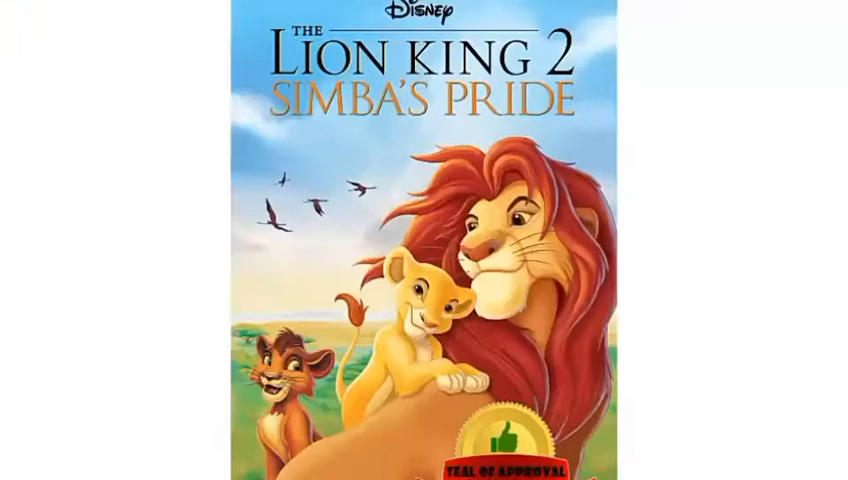 Disney
THE
LION KING 2
SIMBA'S PRIDE
TEAL OF APPROVAL